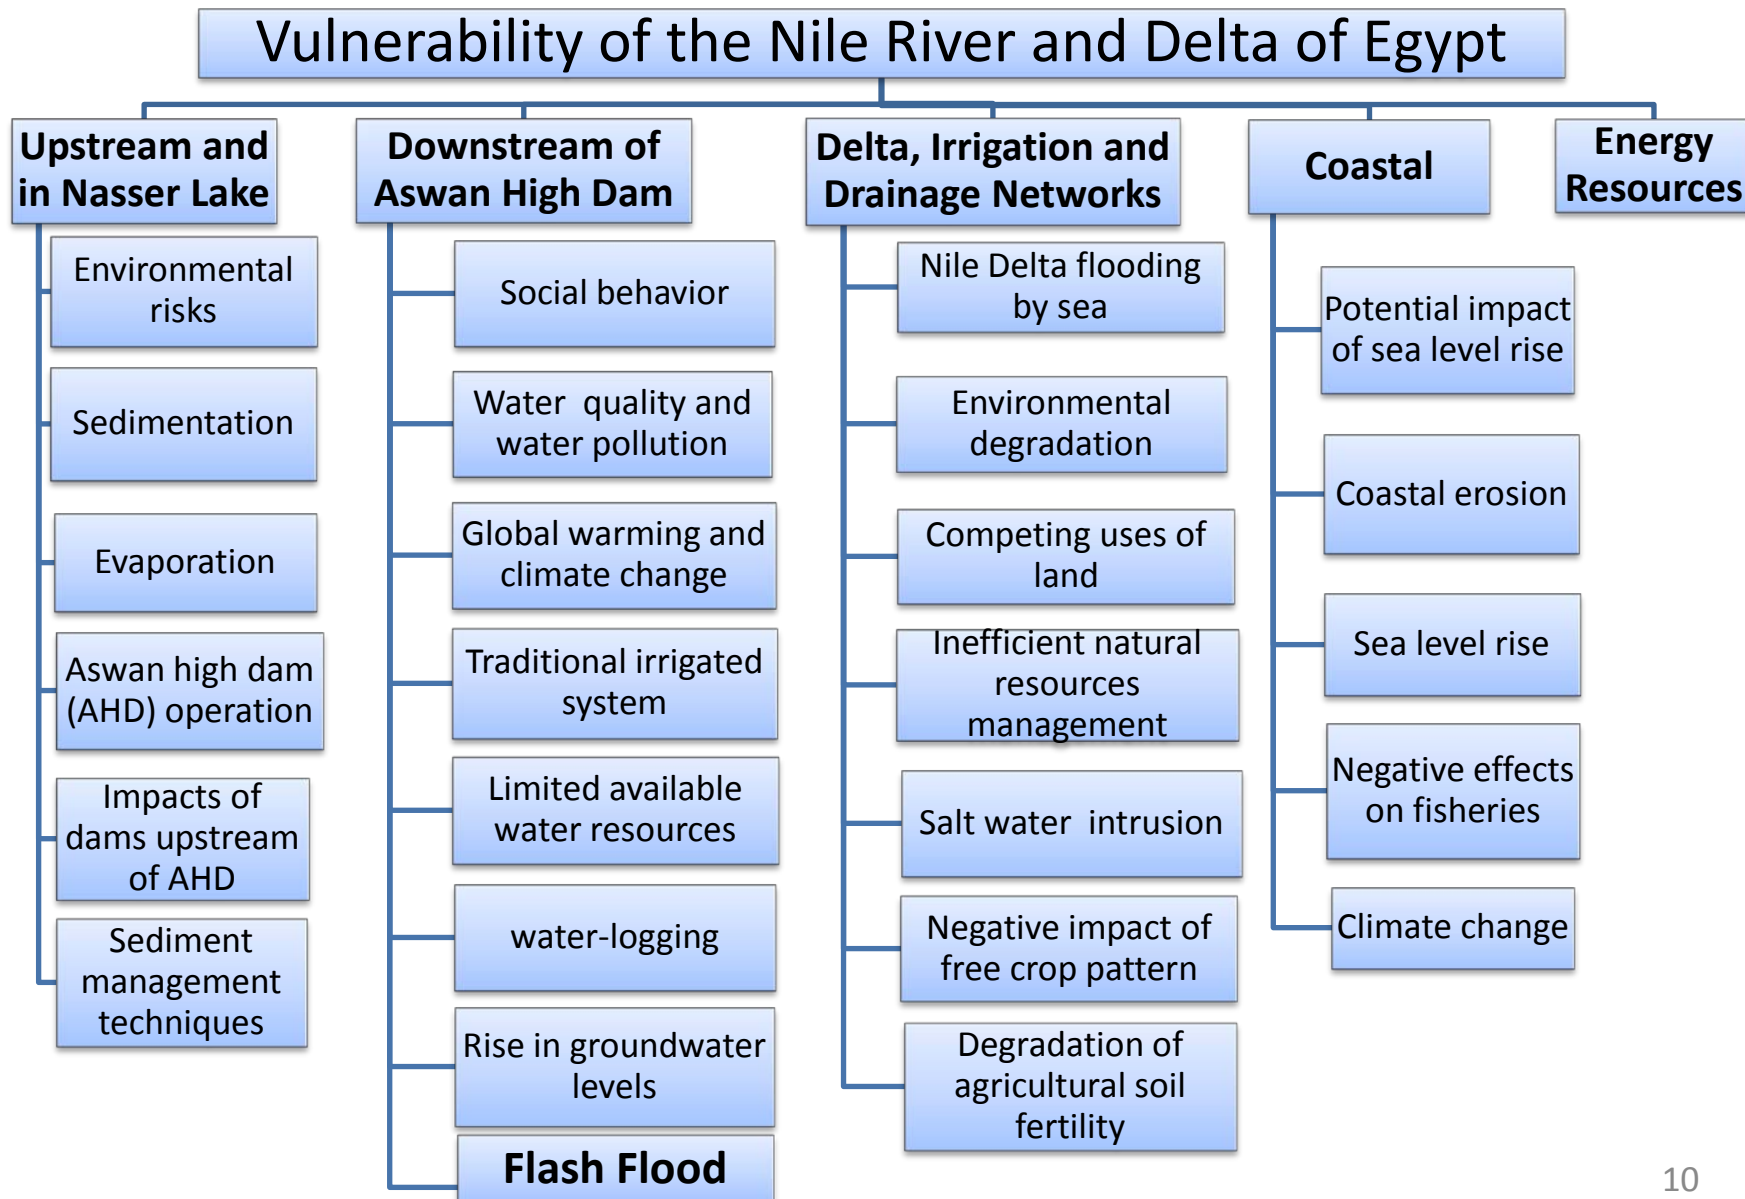 Vulnerability of the Nile River and Delta of Egypt
Upstream and
in Nasser Lake
Environmental
risks
Sedimentation
Evaporation
Aswan high dam
(AHD) operation
Impacts of
dams upstream
of AHD
Sediment
management
techniques
Downstream of
Aswan High Dam
Social behavior
Water quality and
water pollution
Global warming and
climate change
Traditional irrigated
system
Limited available
water resources
water-logging
Rise in groundwater
levels
Flash Flood
Delta, Irrigation and
Drainage Networks
Nile Delta flooding
by sea
Environmental
degradation
Competing uses of
land
Inefficient natural
resources
management
Salt water intrusion
Negative impact of
free crop pattern
Degradation of
agricultural soil
fertility
Coastal
Potential impact
of sea level rise
Coastal erosion
Sea level rise
Negative effects
on fisheries
Climate change
Energy
Resources
10